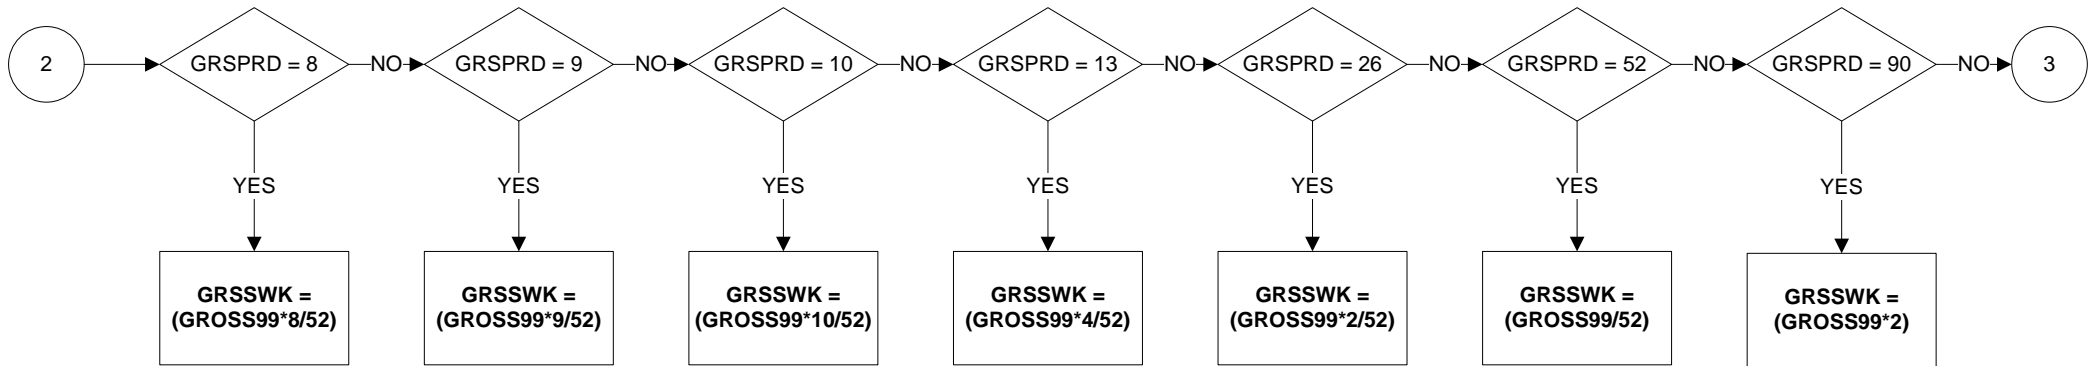 2
GRSPRD = 8
NO
GRSPRD = 9
NO
GRSPRD = 10
NO
GRSPRD = 13
NO
GRSPRD = 26
NO
GRSPRD = 52
NO
GRSPRD = 90
NO
3
YES
YES
YES
YES
YES
YES
YES
GRSSWK =
(GROSS99*8/52)
GRSSWK =
(GROSS99*9/52)
GRSSWK =
(GROSS99*10/52)
GRSSWK =
(GROSS99*4/52)
GRSSWK =
(GROSS99*2/52)
GRSSWK =
(GROSS99/52)
GRSSWK =
(GROSS99*2)